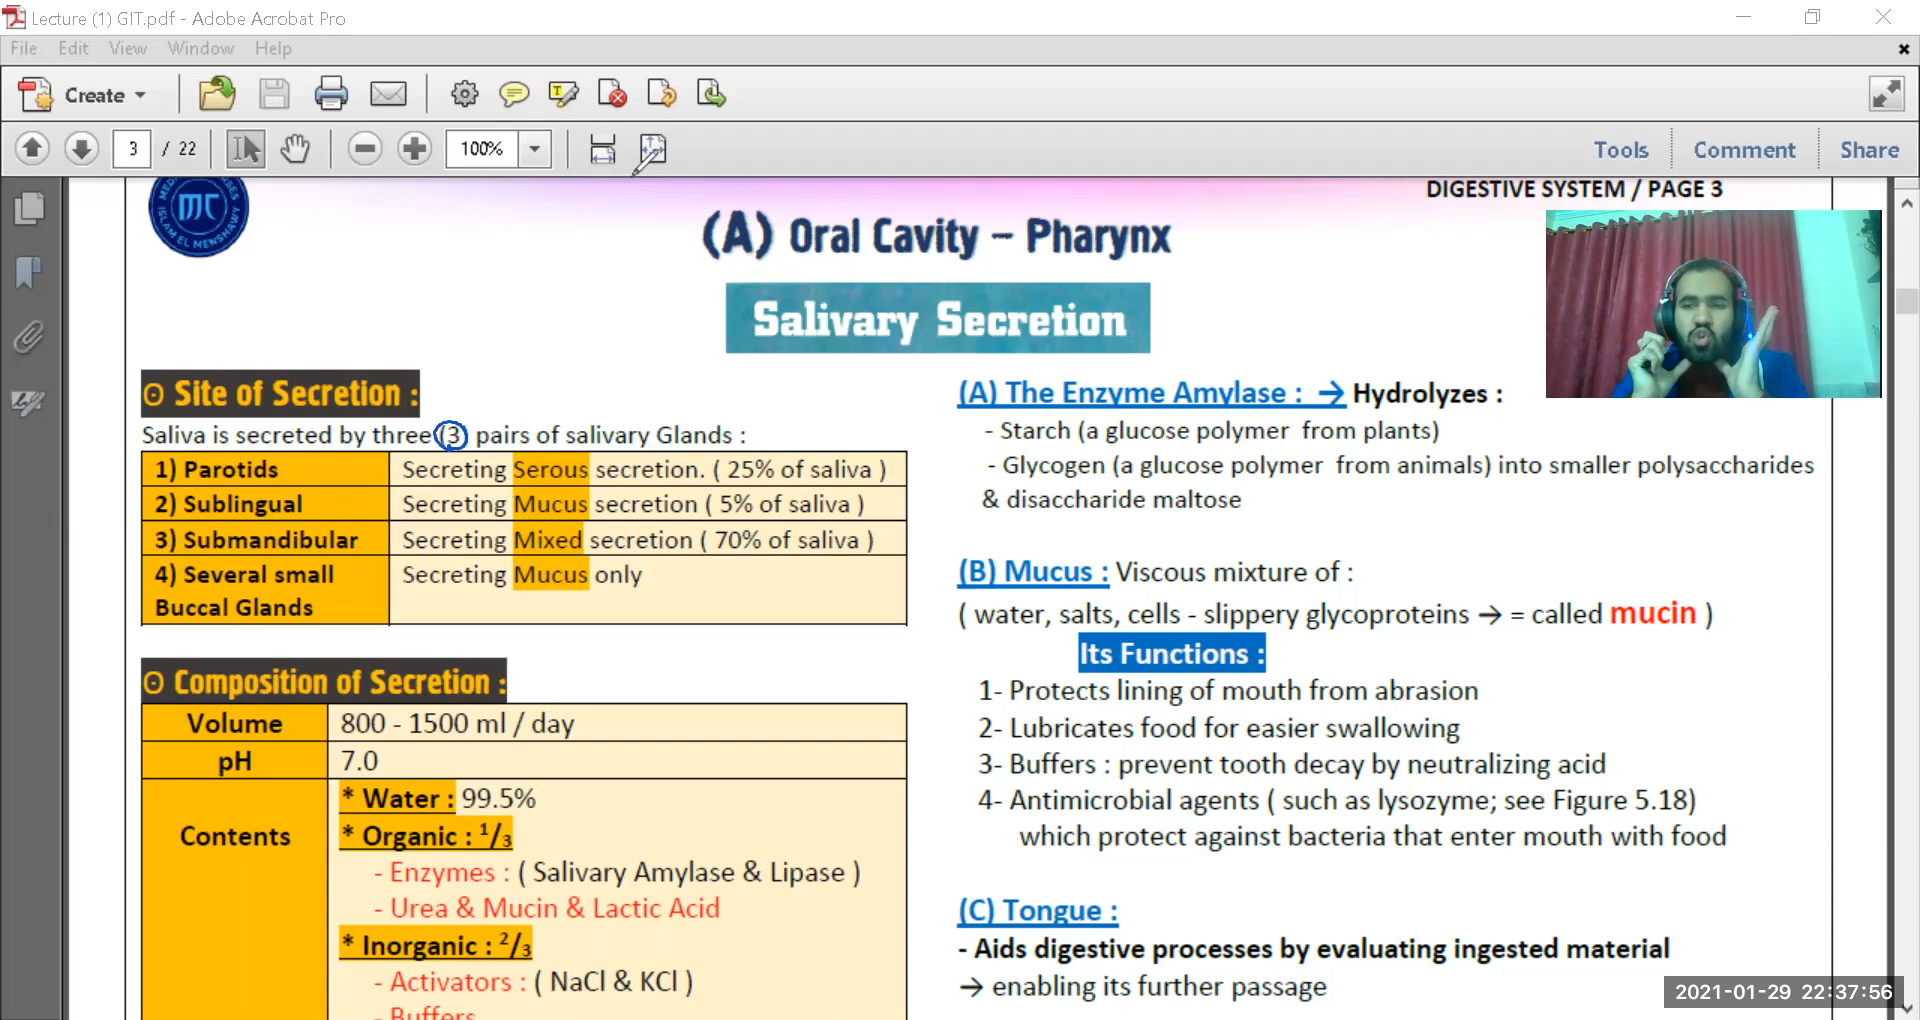 Lecture (1) GIT.pdf - Adobe Acrobat Pro
File Edit View Window Help
Create
3 / 22 100% Tools Comment Share
DIGESTIVE SYSTEM / PAGE 3
MC
ISLAM EL MENSHAWY
(A) Oral Cavity – Pharynx
Salivary Secretion
⊙ Site of Secretion :
Saliva is secreted by three (3) pairs of salivary Glands :
1) Parotids Secreting Serous secretion. ( 25% of saliva )
2) Sublingual Secreting Mucus secretion ( 5% of saliva )
3) Submandibular Secreting Mixed secretion ( 70% of saliva )
4) Several small Secreting Mucus only
Buccal Glands
⊙ Composition of Secretion :
Volume 800 - 1500 ml / day
pH 7.0
Contents
* Water : 99.5%
* Organic : 1/3
- Enzymes : ( Salivary Amylase & Lipase )
- Urea & Mucin & Lactic Acid
* Inorganic : 2/3
- Activators : ( NaCl & KCl )
- Buffers
(A) The Enzyme Amylase : → Hydrolyzes :
- Starch (a glucose polymer from plants)
- Glycogen (a glucose polymer from animals) into smaller polysaccharides
& disaccharide maltose
(B) Mucus : Viscous mixture of :
( water, salts, cells - slippery glycoproteins → = called mucin )
Its Functions :
1- Protects lining of mouth from abrasion
2- Lubricates food for easier swallowing
3- Buffers : prevent tooth decay by neutralizing acid
4- Antimicrobial agents ( such as lysozyme; see Figure 5.18)
which protect against bacteria that enter mouth with food
(C) Tongue :
- Aids digestive processes by evaluating ingested material
→ enabling its further passage
2021-01-29 22:37:56